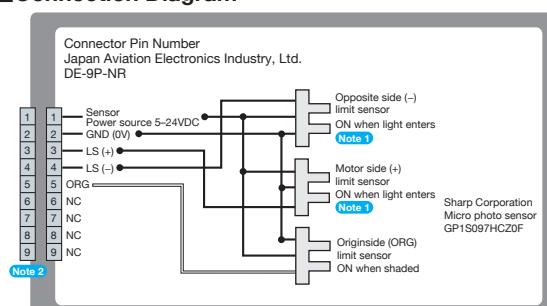 Connection Diagram
Connector Pin Number
Japan Aviation Electronics Industry, Ltd.
DE-9P-NR
1 1 Sensor
Power source 5–24VDC
2 2 GND (0V)
3 3 LS (+)
4 4 LS (–)
5 5 ORG
6 6 NC
7 7 NC
8 8 NC
9 9 NC
Note 2
Opposite side (–)
limit sensor
ON when light enters
Note 1
Motor side (+)
limit sensor
ON when light enters
Note 1
Originside (ORG)
limit sensor
ON when shaded
Sharp Corporation
Micro photo sensor
GP1S097HCZ0F